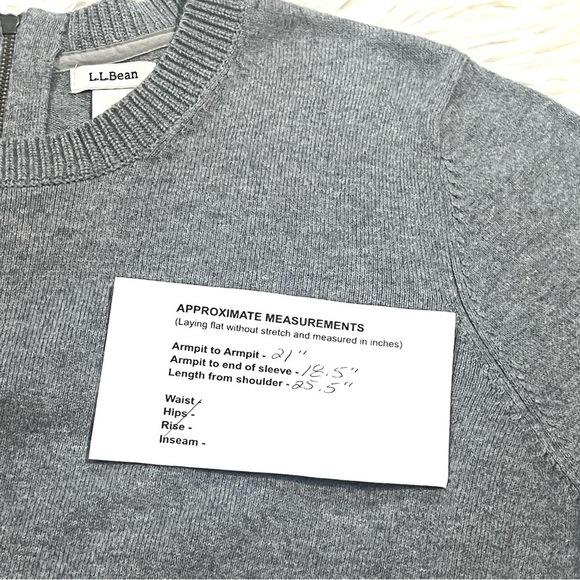 L.L.Bean
APPROXIMATE MEASUREMENTS
(Laying flat without stretch and measured in inches)
Armpit to Armpit - 21"
Armpit to end of sleeve - 18.5"
Length from shoulder - 25.5"
Waist -
Hips -
Rise -
Inseam -